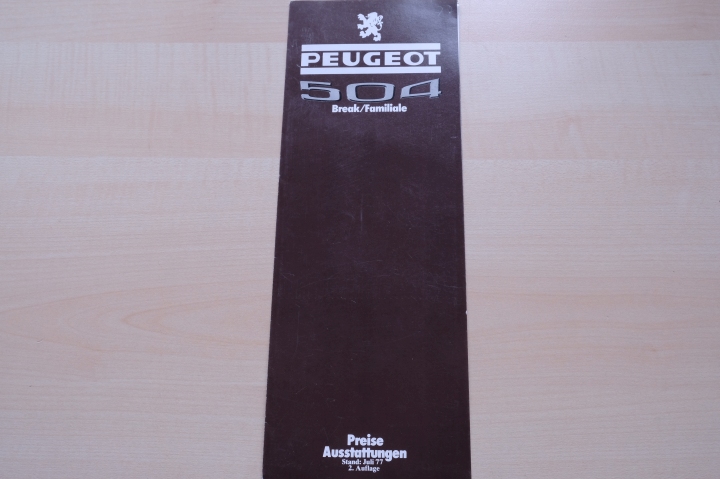 PEUGEOT
504
Break/Familiale
Preise
Ausstattungen
Stand: Juli 77
2. Auflage